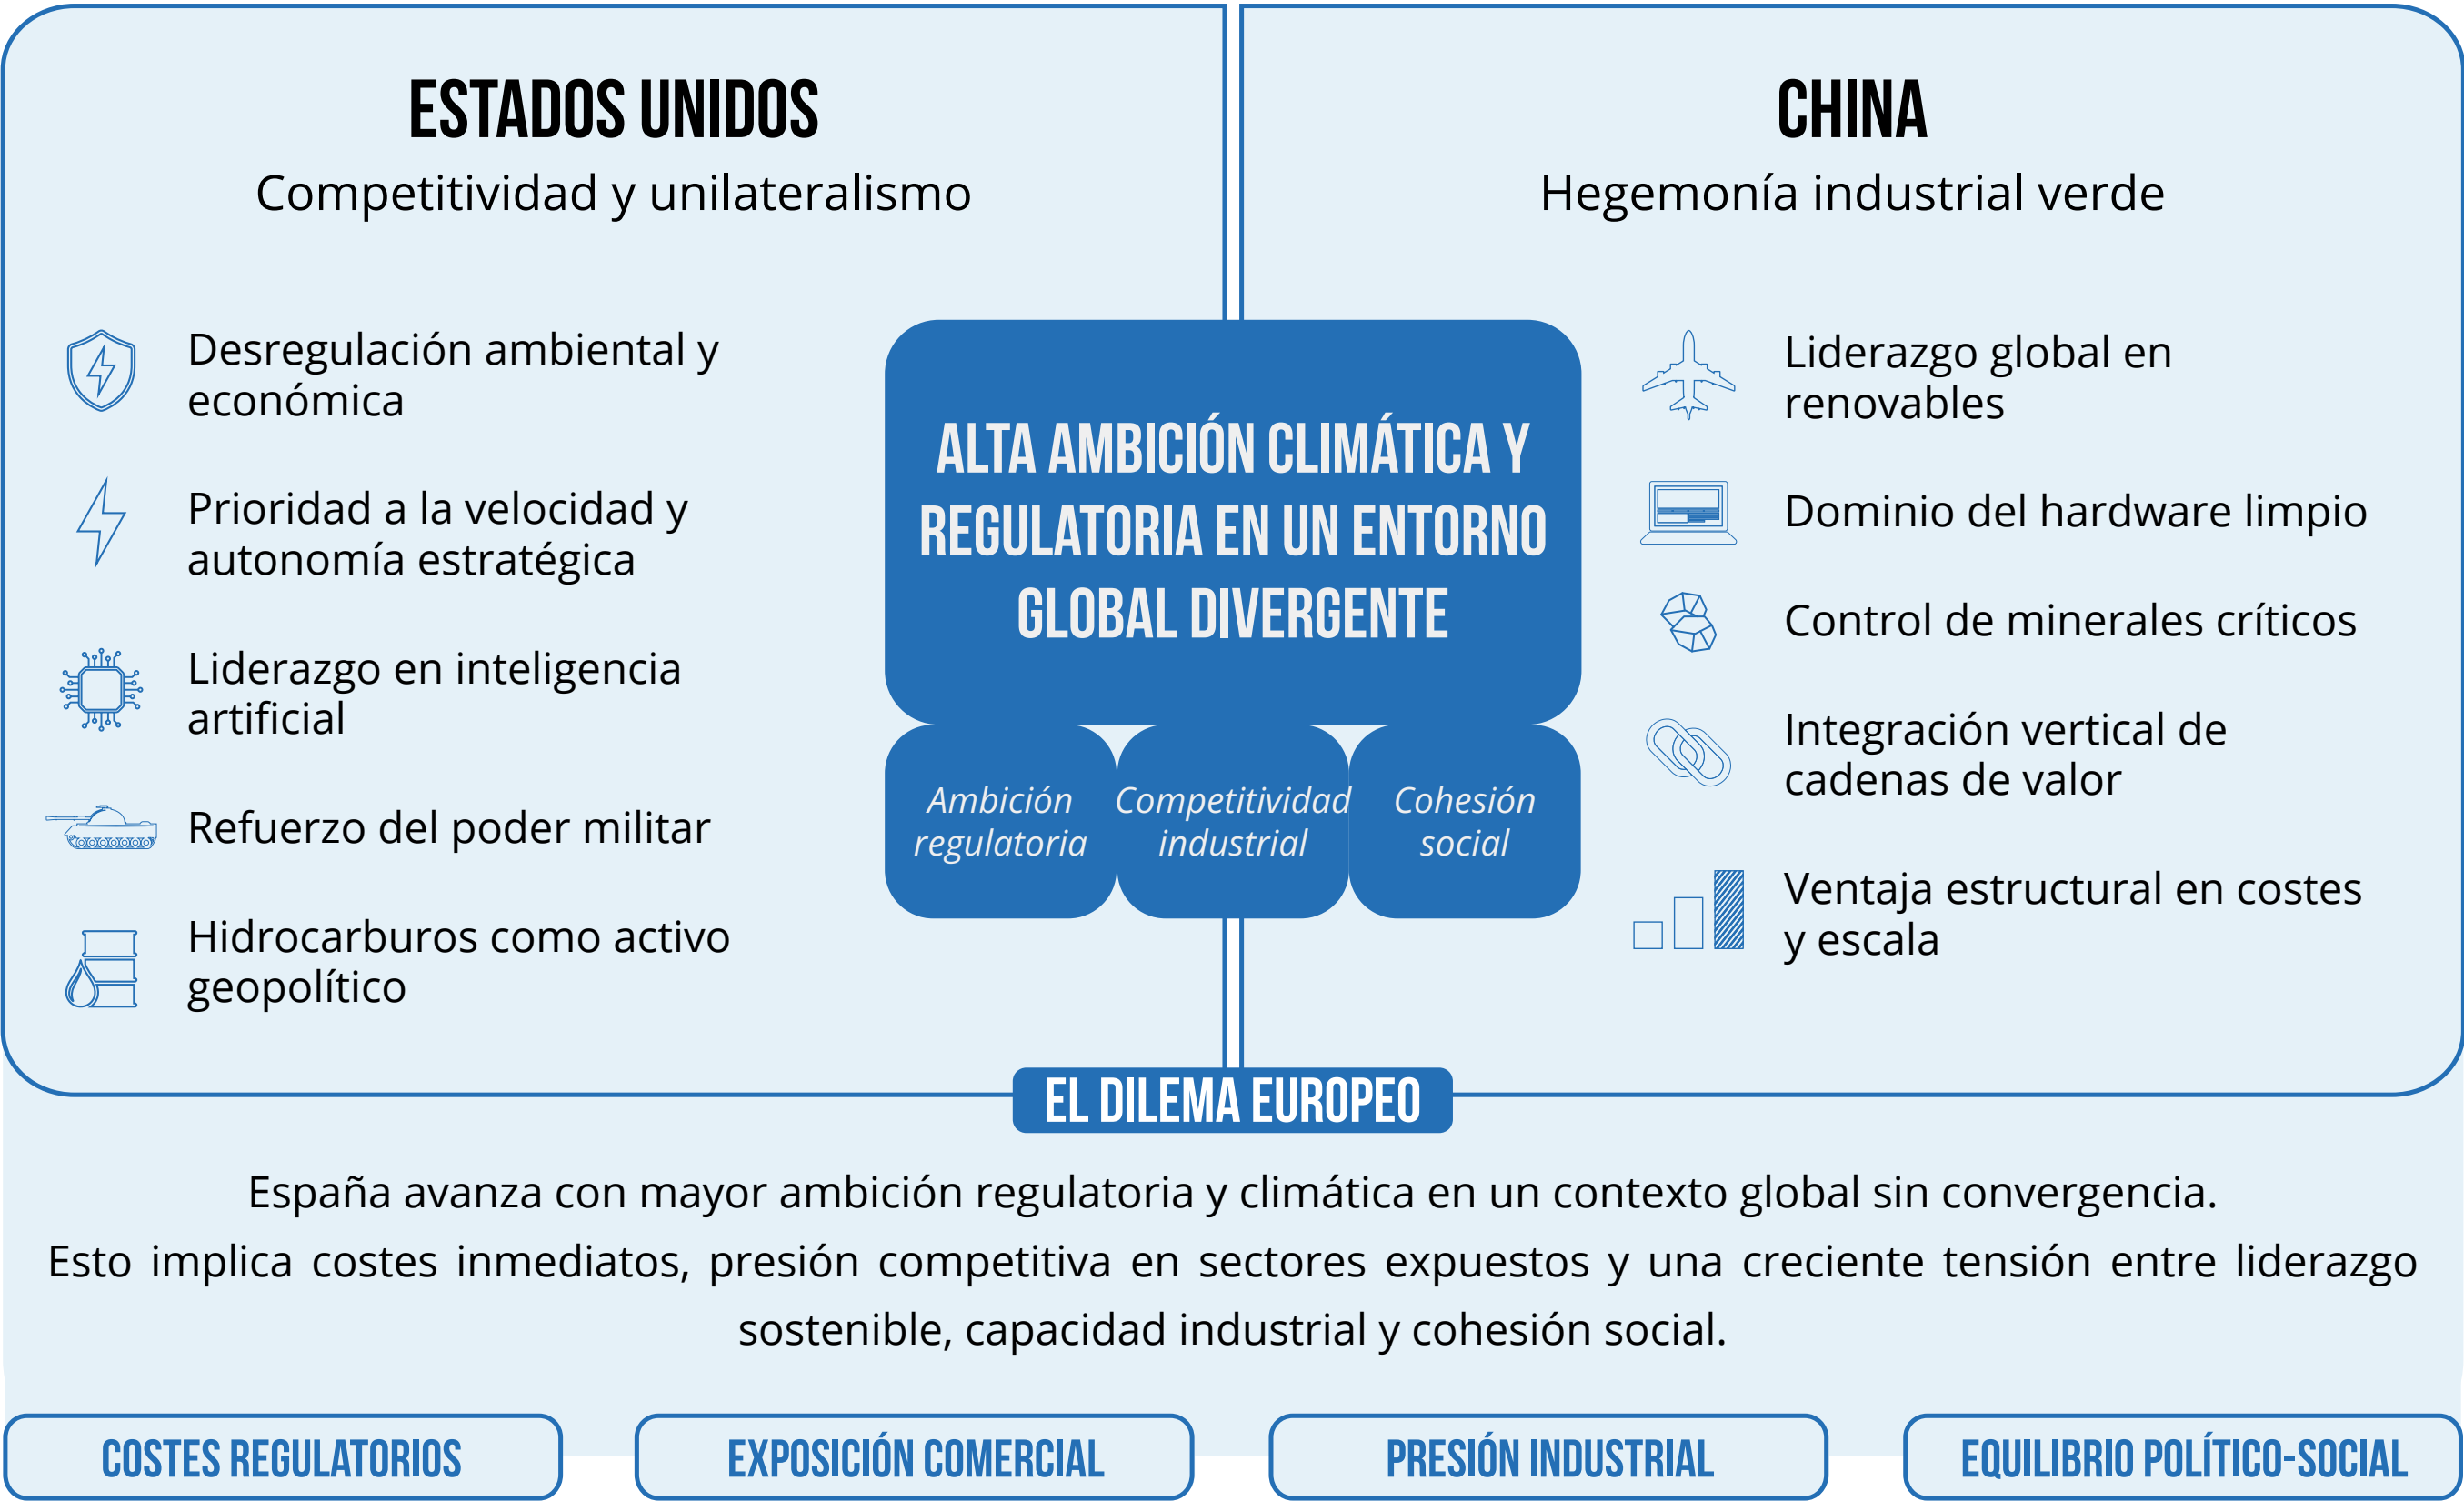 ESTADOS UNIDOS
Competitividad y unilateralismo
Desregulación ambiental y
económica
Prioridad a la velocidad y
autonomía estratégica
Liderazgo en inteligencia
artificial
Refuerzo del poder militar
Hidrocarburos como activo
geopolítico
ALTA AMBICIÓN CLIMÁTICA Y
REGULATORIA EN UN ENTORNO
GLOBAL DIVERGENTE
Ambición
regulatoria
Competitividad
industrial
Cohesión
social
CHINA
Hegemonía industrial verde
Liderazgo global en
renovables
Dominio del hardware limpio
Control de minerales críticos
Integración vertical de
cadenas de valor
Ventaja estructural en costes
y escala
EL DILEMA EUROPEO
España avanza con mayor ambición regulatoria y climática en un contexto global sin convergencia.
Esto implica costes inmediatos, presión competitiva en sectores expuestos y una creciente tensión entre liderazgo
sostenible, capacidad industrial y cohesión social.
COSTES REGULATORIOS
EXPOSICIÓN COMERCIAL
PRESIÓN INDUSTRIAL
EQUILIBRIO POLÍTICO-SOCIAL